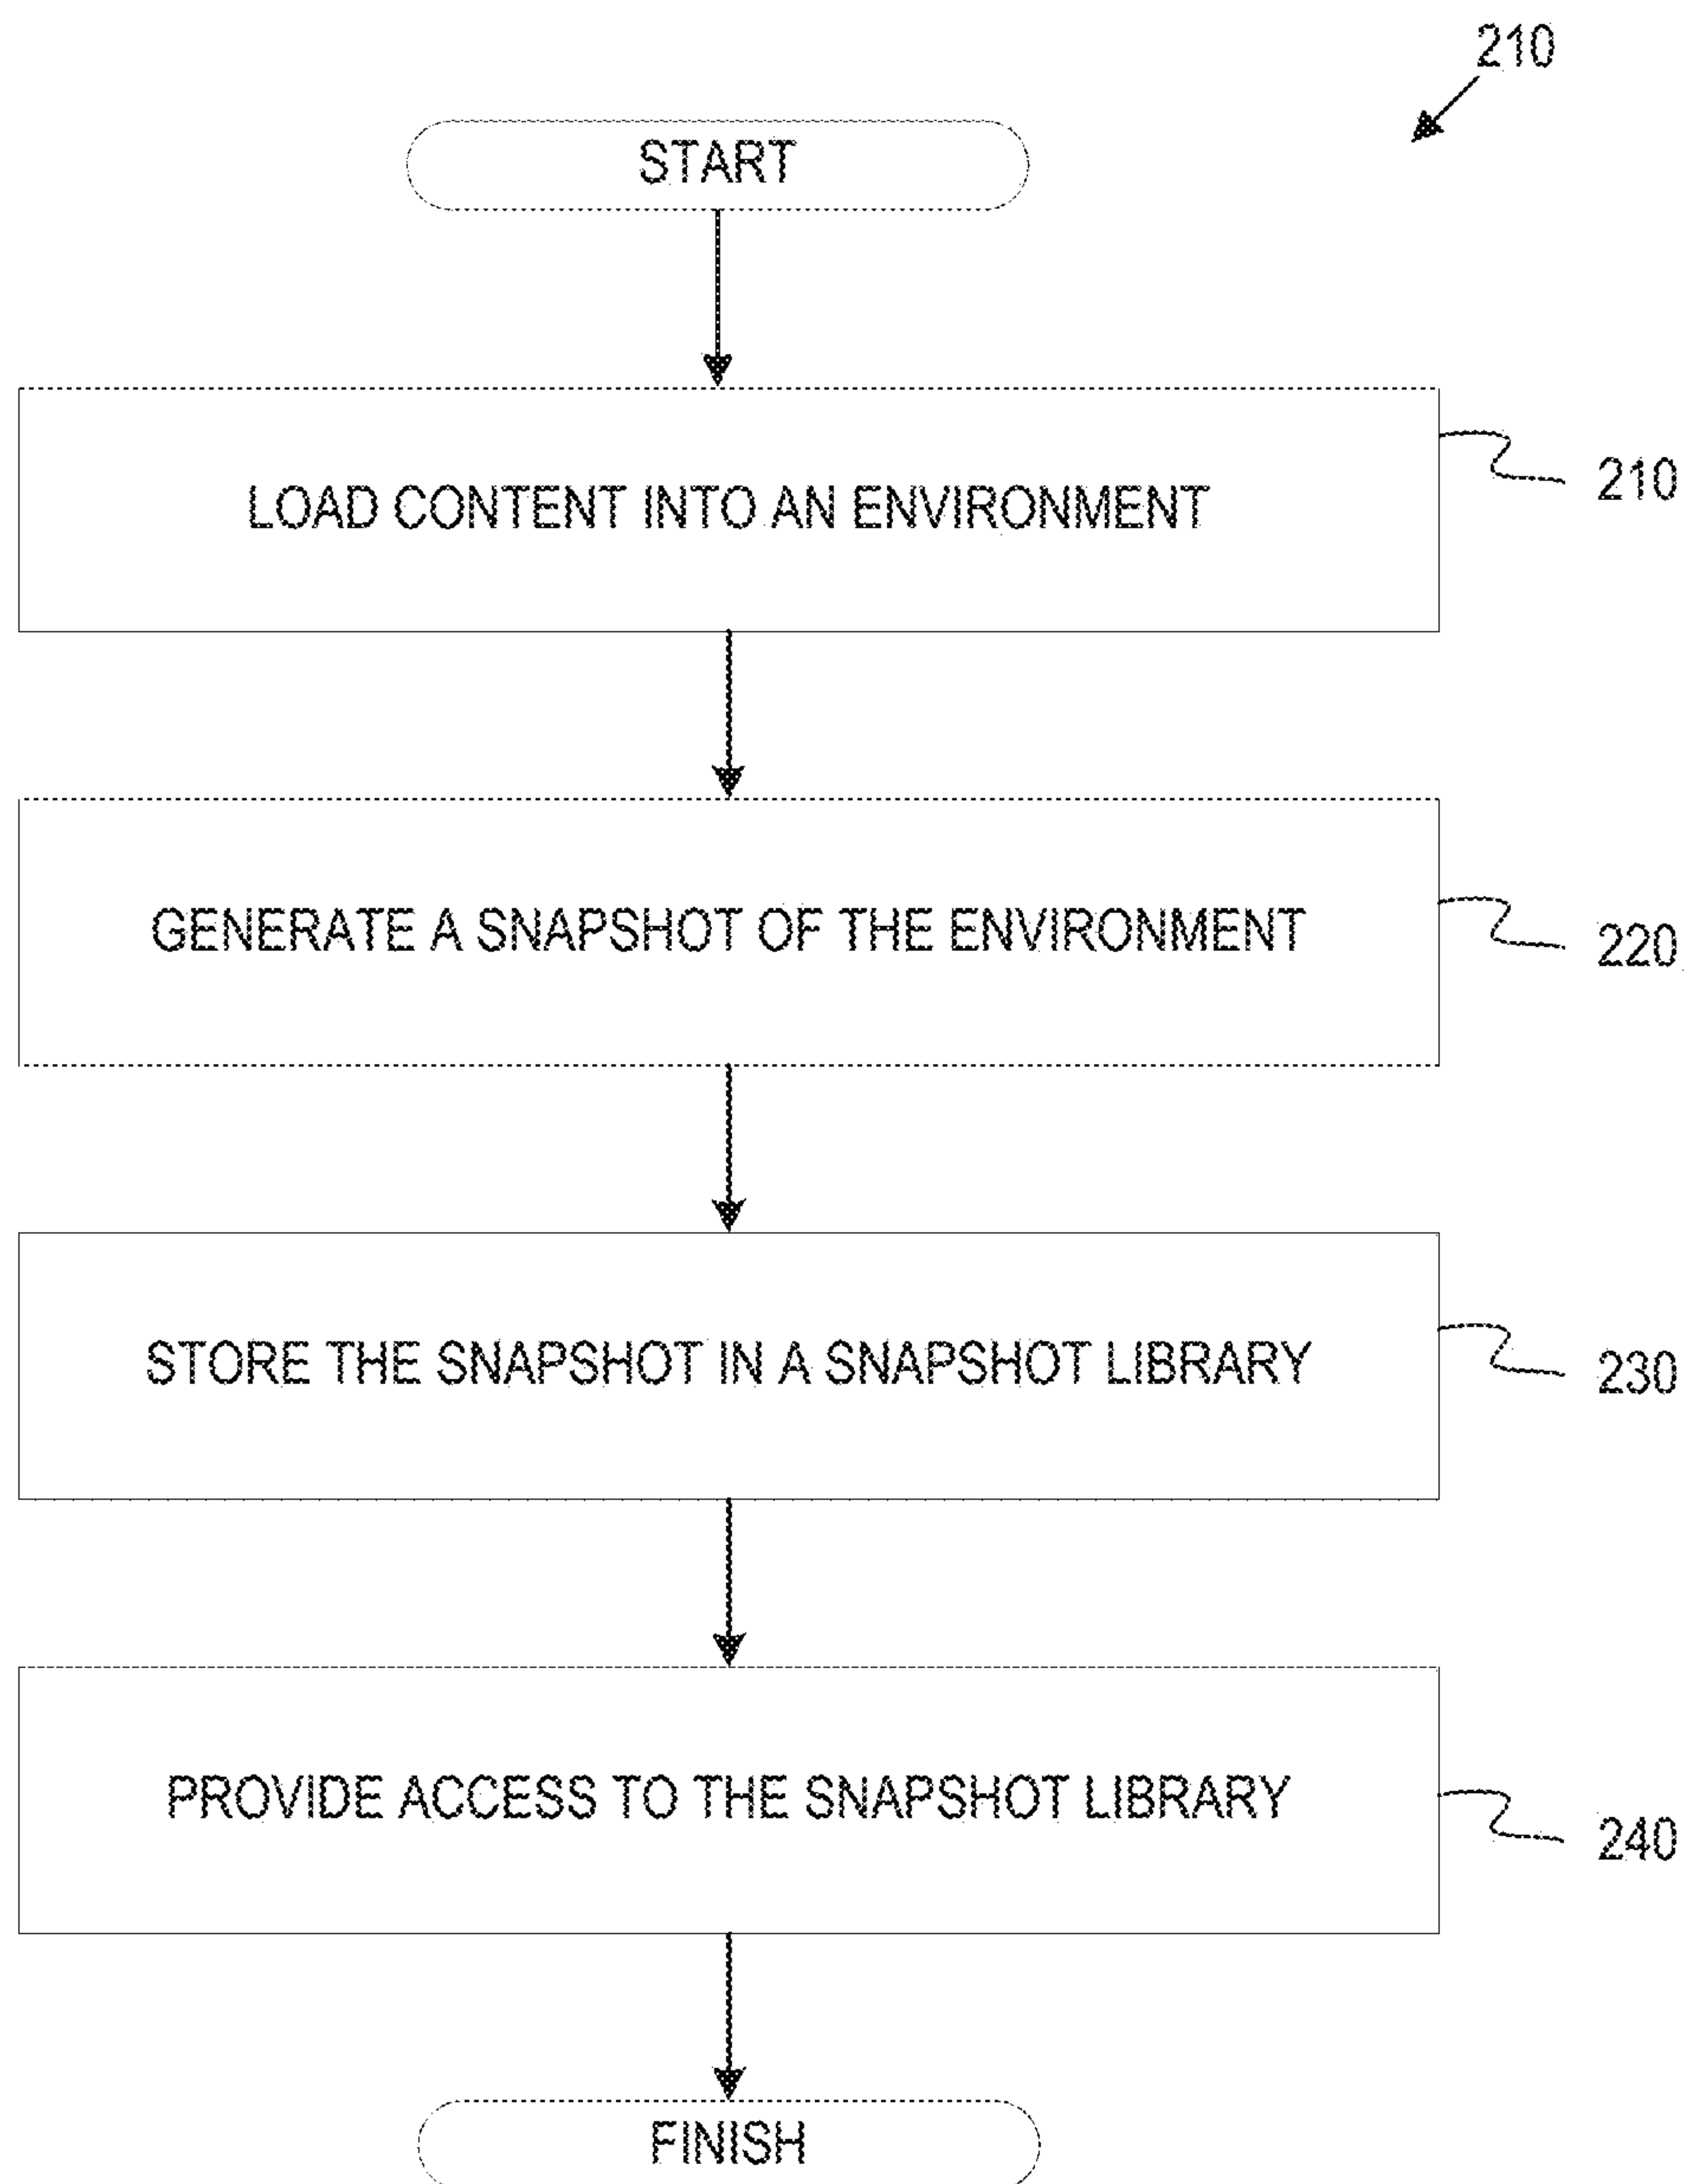 210
START
LOAD CONTENT INTO AN ENVIRONMENT
210
GENERATE A SNAPSHOT OF THE ENVIRONMENT
220
STORE THE SNAPSHOT IN A SNAPSHOT LIBRARY
230
PROVIDE ACCESS TO THE SNAPSHOT LIBRARY
240
FINISH